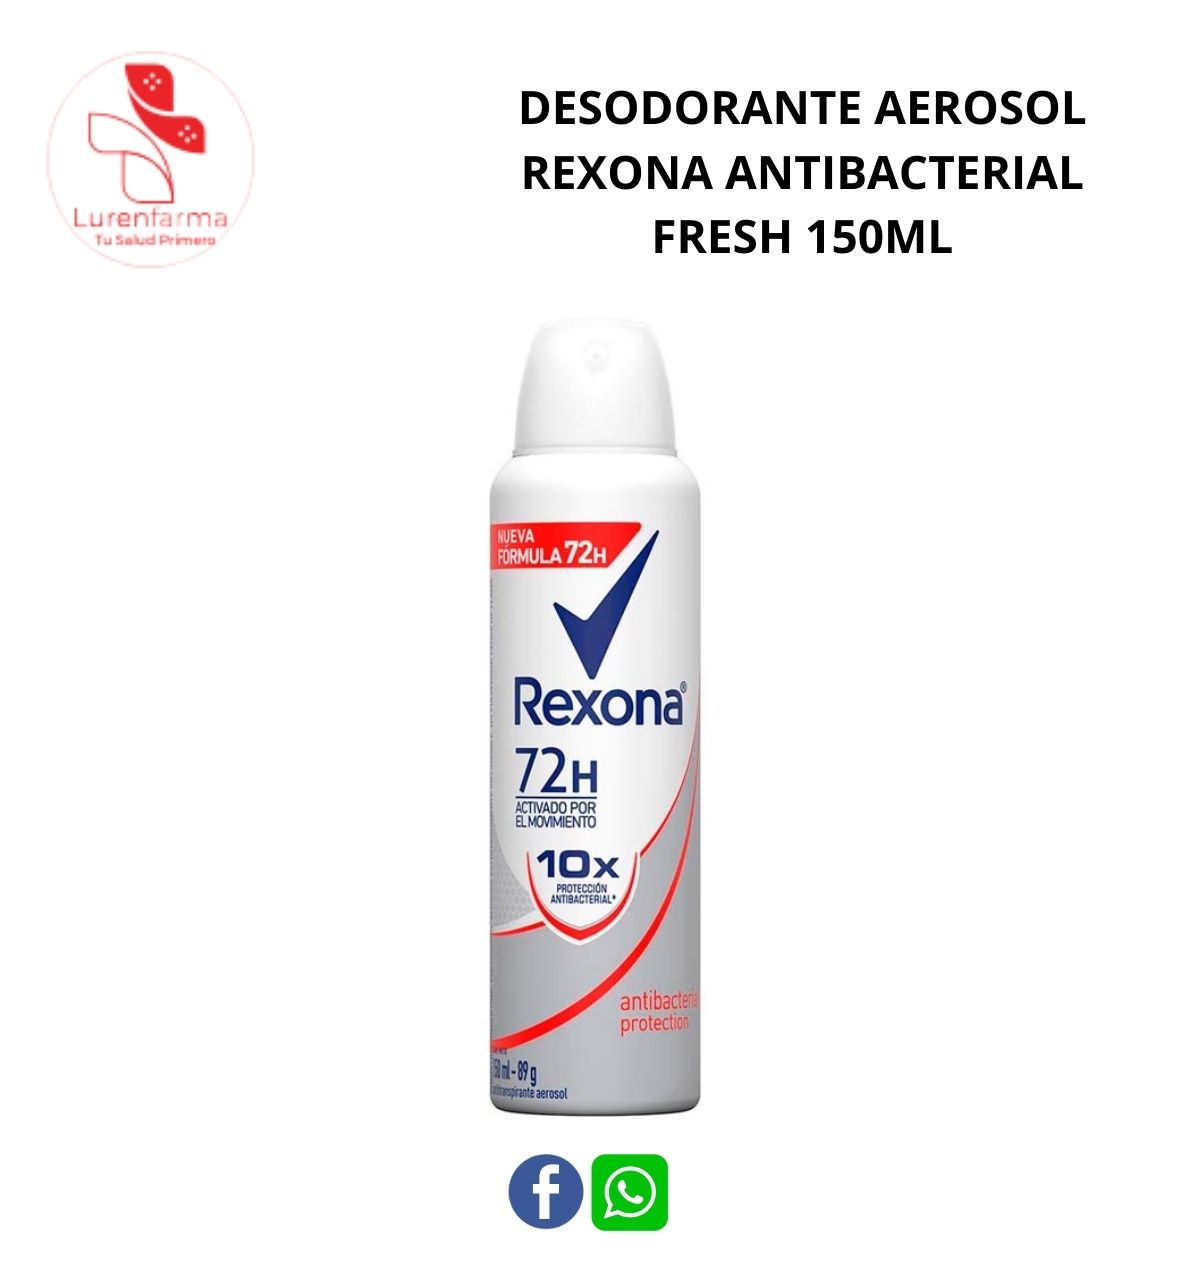 Lurenfarma
Tu Salud Primero
DESODORANTE AEROSOL
REXONA ANTIBACTERIAL
FRESH 150ML
NUEVA
FÓRMULA 72H
Rexona®
72H
ACTIVADO POR
EL MOVIMIENTO
10x
PROTECCIÓN
ANTIBACTERIAL*
antibacteria
protection
150 ml - 89 g
antitranspirante aerosol